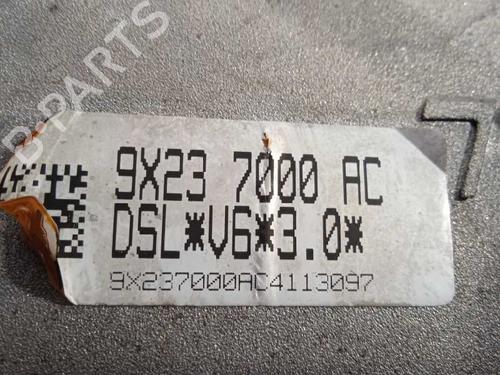 B-PARTS
9X23 7000 AC
DSL*V6*3.0*
9X237000AC4113097